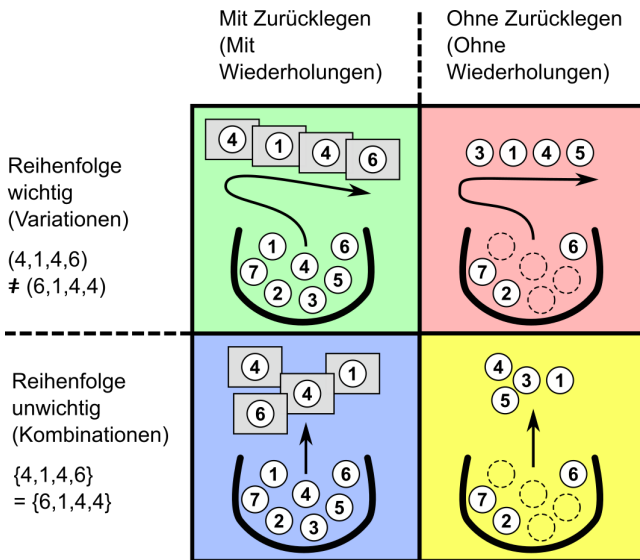 Mit Zurücklegen
(Mit
Wiederholungen)
Ohne Zurücklegen
(Ohne
Wiederholungen)
Reihenfolge
wichtig
(Variationen)
(4,1,4,6)
≠ (6,1,4,4)
4 1 4 6
1 6 4 7 5 2 3
3 1 4 5
6 7 2
Reihenfolge
unwichtig
(Kombinationen)
{4,1,4,6}
= {6,1,4,4}
4 1 4 6
1 6 4 7 5 2 3
4 3 1 5
6 7 2